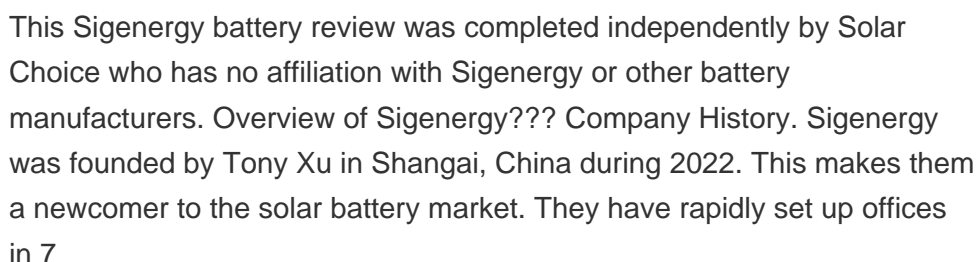 This Sigenergy battery review was completed independently by Solar
Choice who has no affiliation with Sigenergy or other battery
manufacturers. Overview of Sigenergy??? Company History. Sigenergy
was founded by Tony Xu in Shangai, China during 2022. This makes them
a newcomer to the solar battery market. They have rapidly set up offices
in 7